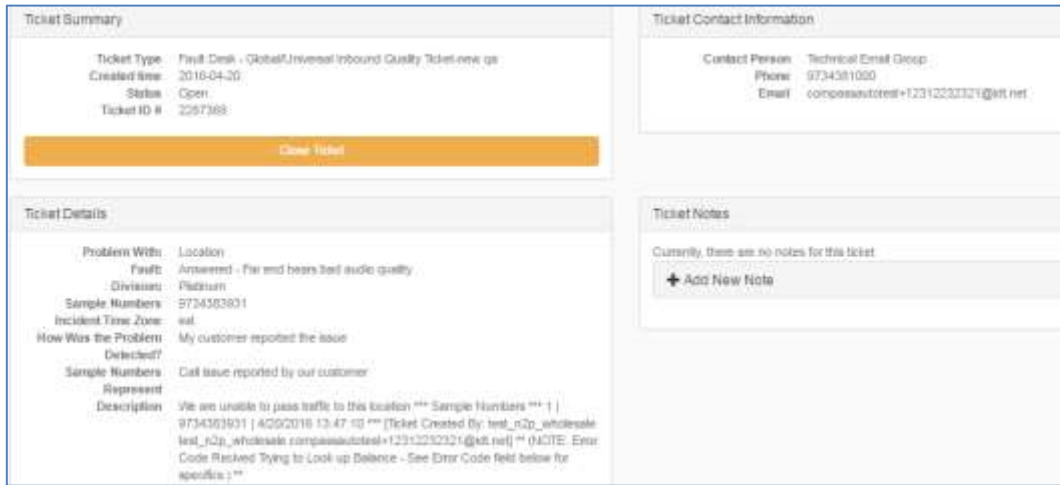 Ticket Summary
Ticket Type Fault Desk - Global/Universal Inbound Quality Ticket-new qa
Created time 2016-04-20
Status Open
Ticket ID # 2267369
Close Ticket
Ticket Contact Information
Contact Person Technical Email Group
Phone 9734381000
Email compassautotest+12312232321@idt.net
Ticket Details
Problem With: Location
Fault: Answered - Far end hears bad audio quality
Division: Platinum
Sample Numbers 9734383931
Incident Time Zone: est
How Was the Problem My customer reported the issue
Detected?
Sample Numbers Call issue reported by our customer
Represent
Description We are unable to pass traffic to this location *** Sample Numbers *** 1 |
9734383931 | 4/20/2016 13:47:10 *** [Ticket Created By: test_n2p_wholesale
test_n2p_wholesale compassautotest+12312232321@idt.net] ** (NOTE: Error
Code Recived Trying to Look up Balance - See Error Code field below for
specifics.) **
Ticket Notes
Currently, there are no notes for this ticket
+ Add New Note